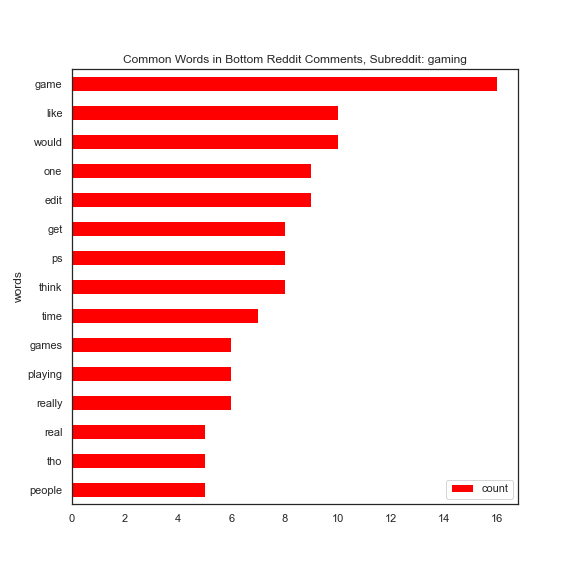 Common Words in Bottom Reddit Comments, Subreddit: gaming
game
like
would
one
edit
get
ps
think
time
games
playing
really
real
tho
people
words
count
0 2 4 6 8 10 12 14 16